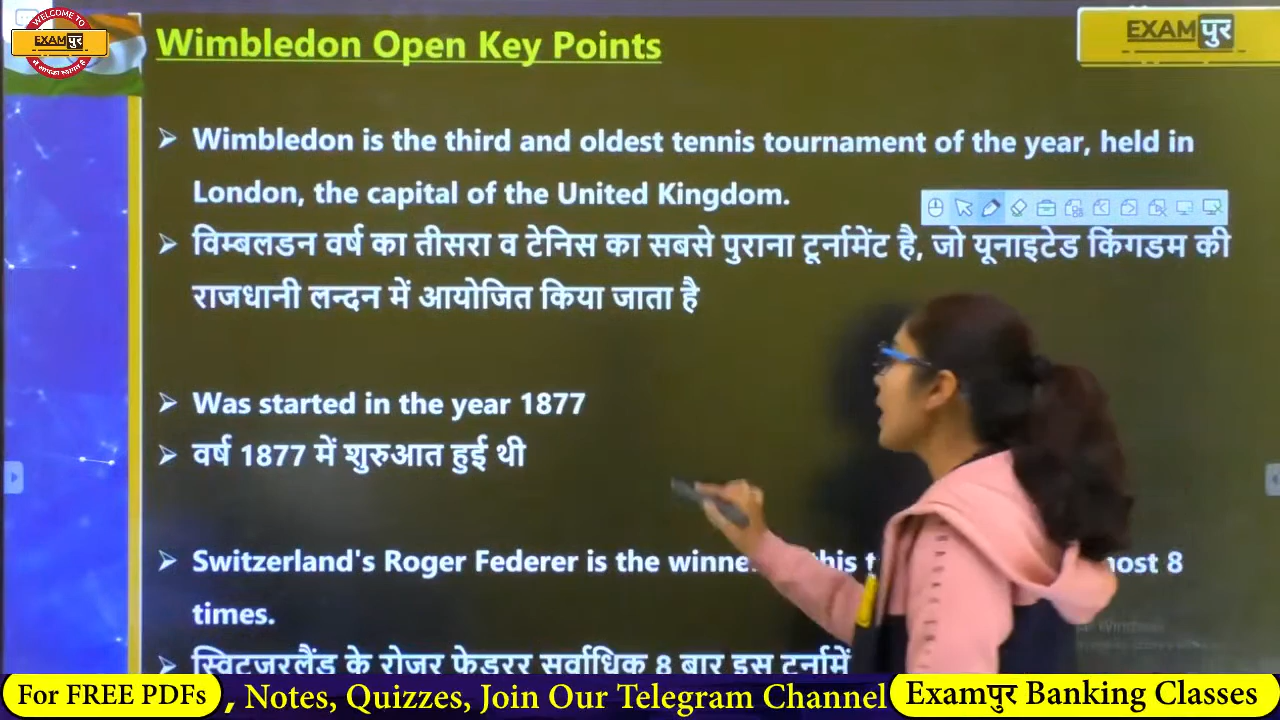 WELCOME TO
EXAMपुर
Wimbledon Open Key Points
EXAMपुर
➢ Wimbledon is the third and oldest tennis tournament of the year, held in
London, the capital of the United Kingdom.
➢ विम्बलडन वर्ष का तीसरा व टेनिस का सबसे पुराना टूर्नामेंट है, जो यूनाइटेड किंगडम की
राजधानी लन्दन में आयोजित किया जाता है
➢ Was started in the year 1877
➢ वर्ष 1877 में शुरुआत हुई थी
➢ Switzerland's Roger Federer is the this 8
times.
➢ स्विटजरलैंड के रोजर फेडरर सर्वाधिक 8 बार इस
For FREE PDFs , Notes, Quizzes, Join Our Telegram Channel Examपुर Banking Classes